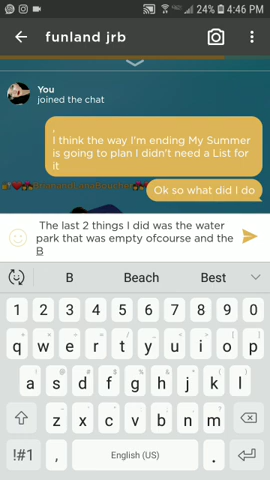 24% 4:46 PM
funland jrb
You
joined the chat
,
I think the way I'm ending My Summer
is going to plan I didn't need a List for
it
Ok so what did I do
The last 2 things I did was the water
park that was empty ofcourse and the
B
B Beach Best
1 2 3 4 5 6 7 8 9 0
q w e r t y u i o p
a s d f g h j k l
z x c v b n m
!#1 , English (US) .